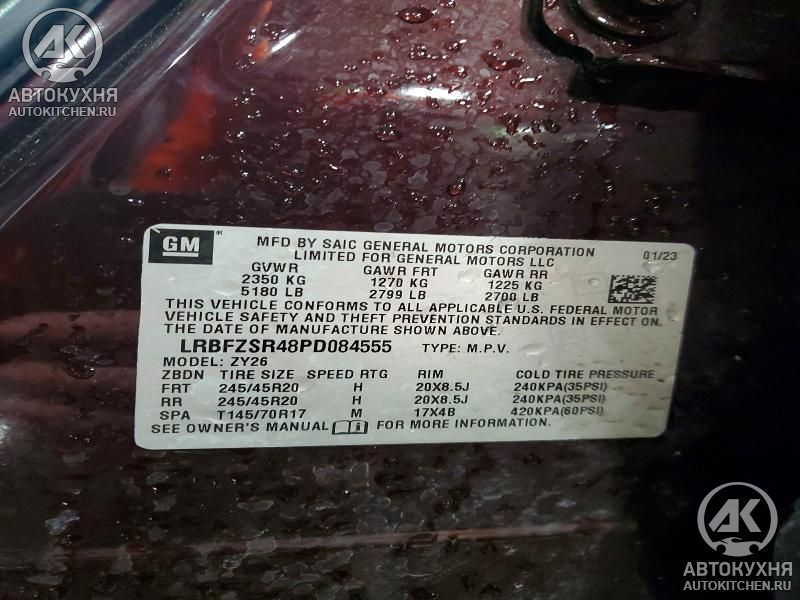 AK
АВТОКУХНЯ
AUTOKITCHEN.RU
GM
MFD BY SAIC GENERAL MOTORS CORPORATION
LIMITED FOR GENERAL MOTORS LLC
01/23
GVWR GAWR FRT GAWR RR
2350 KG 1270 KG 1225 KG
5180 LB 2799 LB 2700 LB
THIS VEHICLE CONFORMS TO ALL APPLICABLE U.S. FEDERAL MOTOR
VEHICLE SAFETY AND THEFT PREVENTION STANDARDS IN EFFECT ON
THE DATE OF MANUFACTURE SHOWN ABOVE.
LRBFZSR48PD084555 TYPE: M.P.V.
MODEL: ZY26
ZBDN TIRE SIZE SPEED RTG RIM COLD TIRE PRESSURE
FRT 245/45R20 H 20X8.5J 240KPA(35PSI)
RR 245/45R20 H 20X8.5J 240KPA(35PSI)
SPA T145/70R17 M 17X4B 420KPA(60PSI)
SEE OWNER'S MANUAL FOR MORE INFORMATION.
AK
АВТОКУХНЯ
AUTOKITCHEN.RU